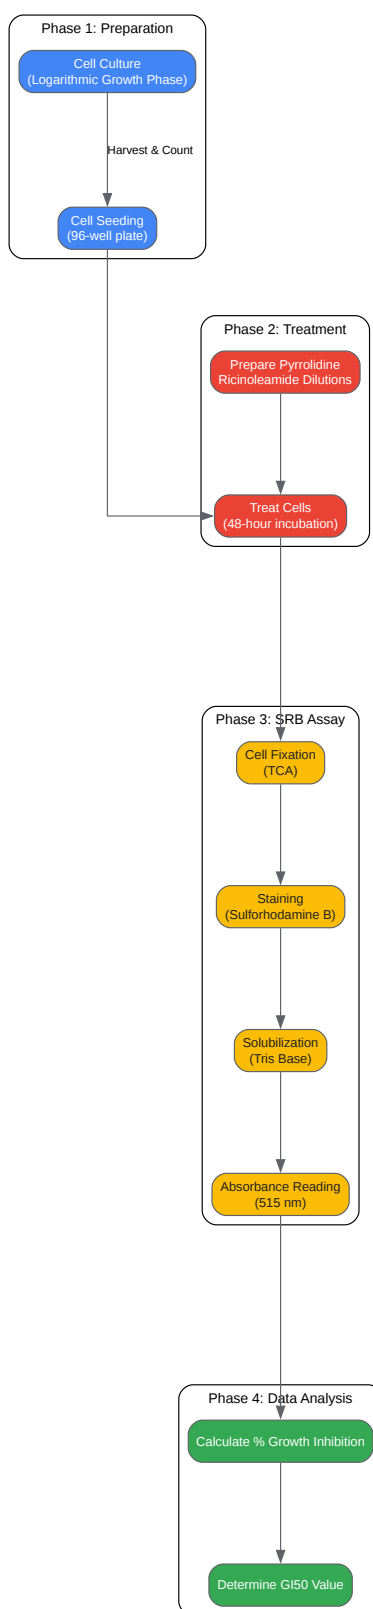 Phase 1: Preparation
Cell Culture
(Logarithmic Growth Phase)
Harvest & Count
Cell Seeding
(96-well plate)
Phase 2: Treatment
Prepare Pyrrolidine
Ricinoleamide Dilutions
Treat Cells
(48-hour incubation)
Phase 3: SRB Assay
Cell Fixation
(TCA)
Staining
(Sulforhodamine B)
Solubilization
(Tris Base)
Absorbance Reading
(515 nm)
Phase 4: Data Analysis
Calculate % Growth Inhibition
Determine GI50 Value